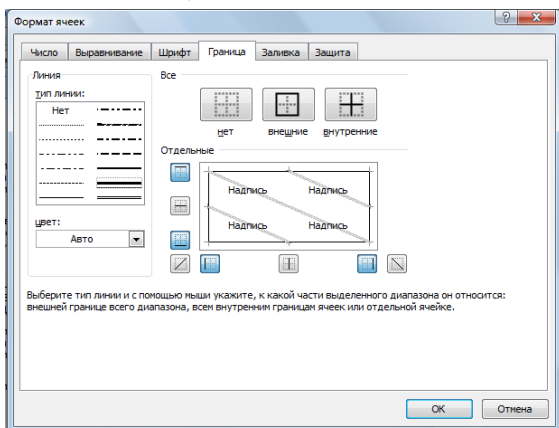 Формат ячеек
Число Выравнивание Шрифт Граница Заливка Защита
Линия
тип линии:
Нет
цвет:
Авто
Все
нет внешние внутренние
Отдельные
Надпись Надпись
Надпись Надпись
Выберите тип линии и с помощью мыши укажите, к какой части выделенного диапазона он относится:
внешней границе всего диапазона, всем внутренним границам ячеек или отдельной ячейке.
ОК Отмена